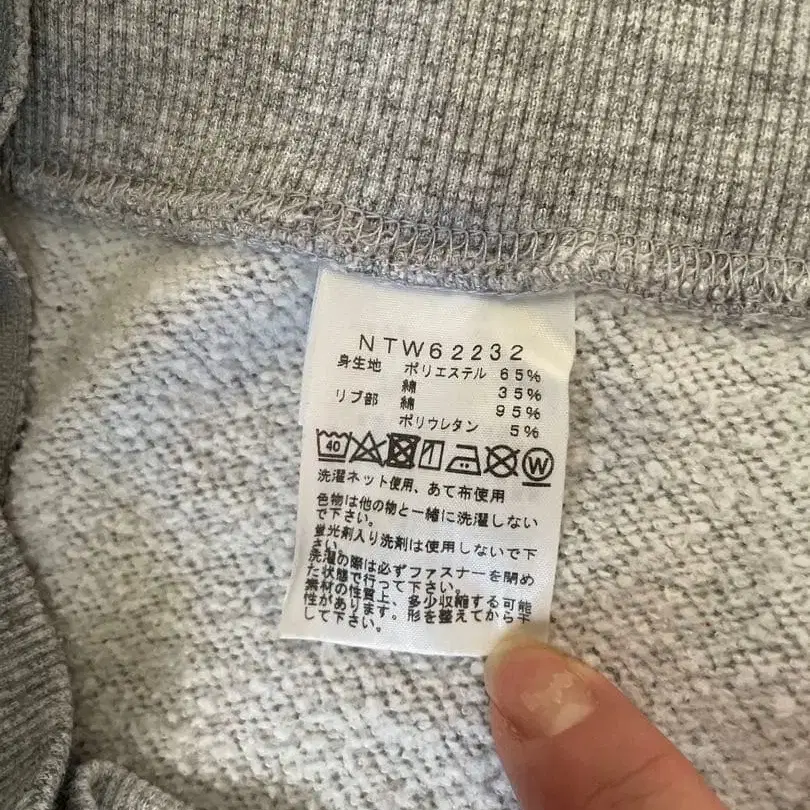 NTW62232
身生地 ポリエステル 65%
綿 35%
リブ部 綿 95%
ポリウレタン 5%
40 W
洗濯ネット使用、あて布使用
色物は他の物と一緒に洗濯しない
で下さい。
蛍光剤入り洗剤は使用しないで下
さい。
洗濯の際は必ずファスナーを閉め
た状態で行って下さい。
素材の性質上、多少収縮する可能
性があります。形を整えてから干
して下さい。